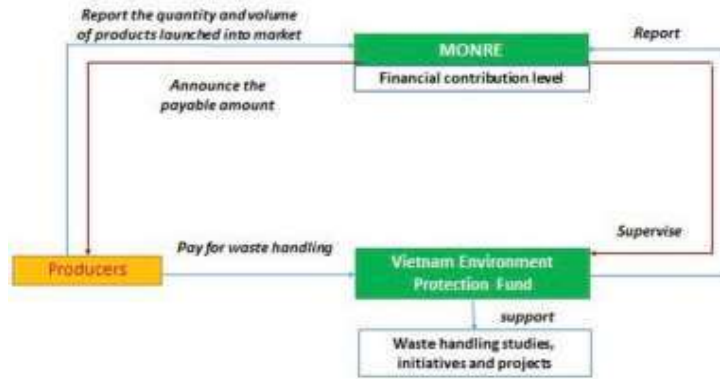 Report the quantity and volume
of products launched into market
MONRE
Report
Financial contribution level
Announce the
payable amount
Supervise
Pay for waste handling
Producers
Vietnam Environment
Protection Fund
support
Waste handling studies,
initiatives and projects